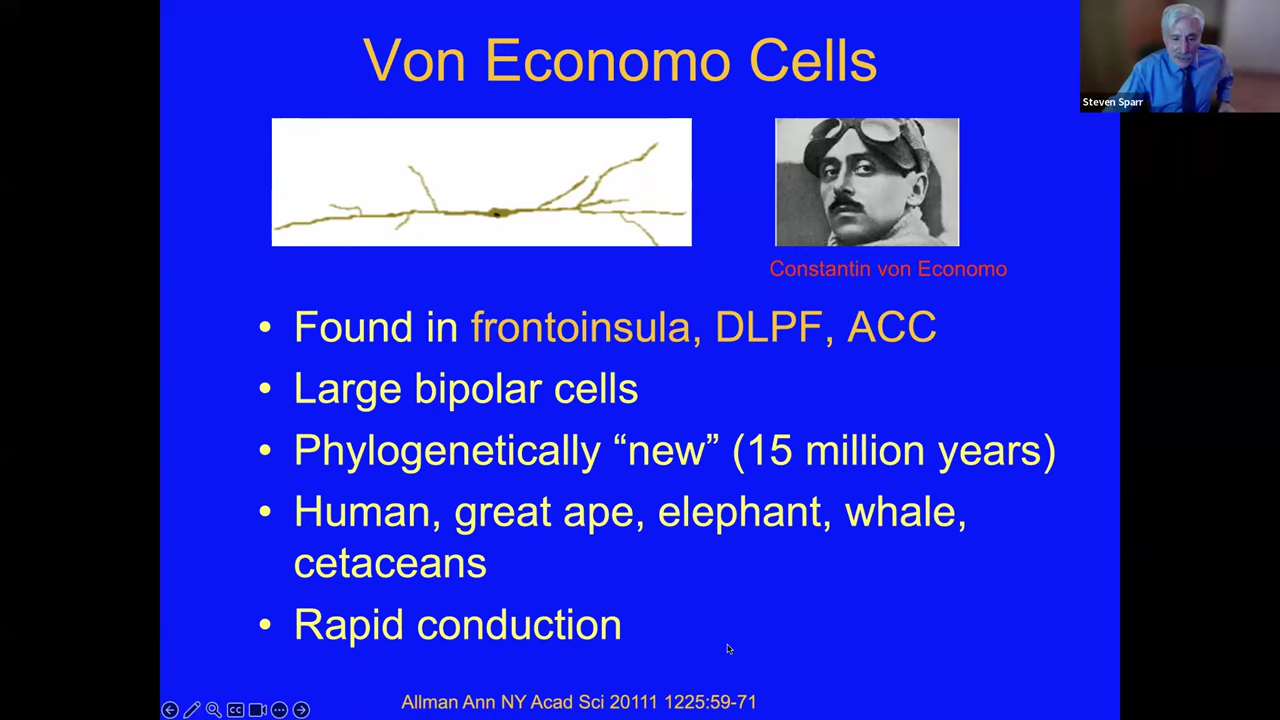 Von Economo Cells
Steven Sparr
Constantin von Economo
• Found in frontoinsula, DLPF, ACC
• Large bipolar cells
• Phylogenetically “new” (15 million years)
• Human, great ape, elephant, whale,
cetaceans
• Rapid conduction
Allman Ann NY Acad Sci 20111 1225:59-71
CC